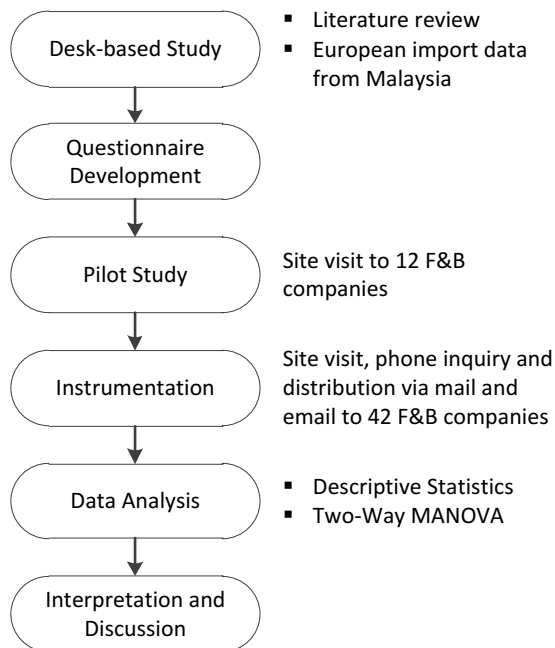 Desk-based Study
▪ Literature review
▪ European import data
from Malaysia
Questionnaire
Development
Pilot Study
Site visit to 12 F&B
companies
Instrumentation
Site visit, phone inquiry and
distribution via mail and
email to 42 F&B companies
Data Analysis
▪ Descriptive Statistics
▪ Two-Way MANOVA
Interpretation and
Discussion